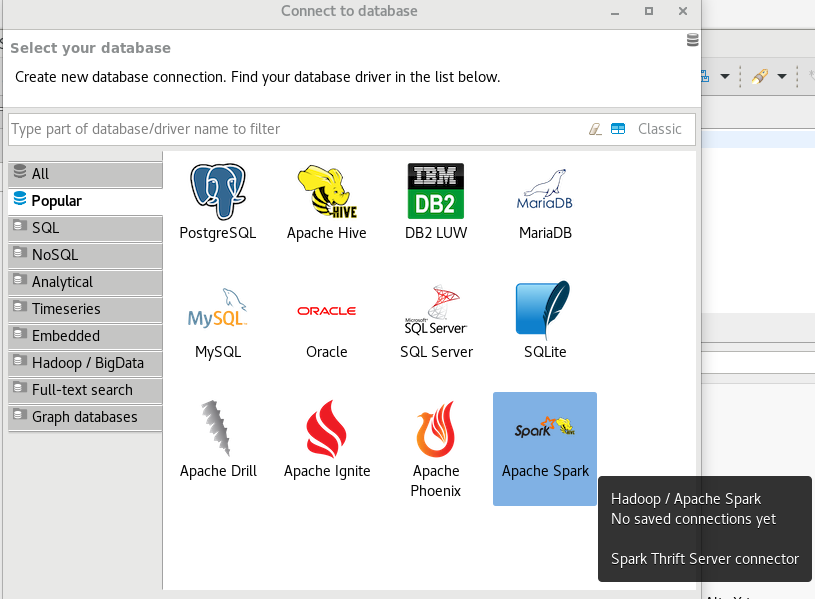 Connect to database
Select your database
Create new database connection. Find your database driver in the list below.
Type part of database/driver name to filter
Classic
All
Popular
SQL
NoSQL
Analytical
Timeseries
Embedded
Hadoop / BigData
Full-text search
Graph databases
HIVE
IBM
DB2
MariaDB
PostgreSQL
Apache Hive
DB2 LUW
MariaDB
MySQL
ORACLE
Microsoft
SQL Server
MySQL
Oracle
SQL Server
SQLite
Spark
HIVE
Apache Drill
Apache Ignite
Apache
Phoenix
Apache Spark
Hadoop / Apache Spark
No saved connections yet
Spark Thrift Server connector